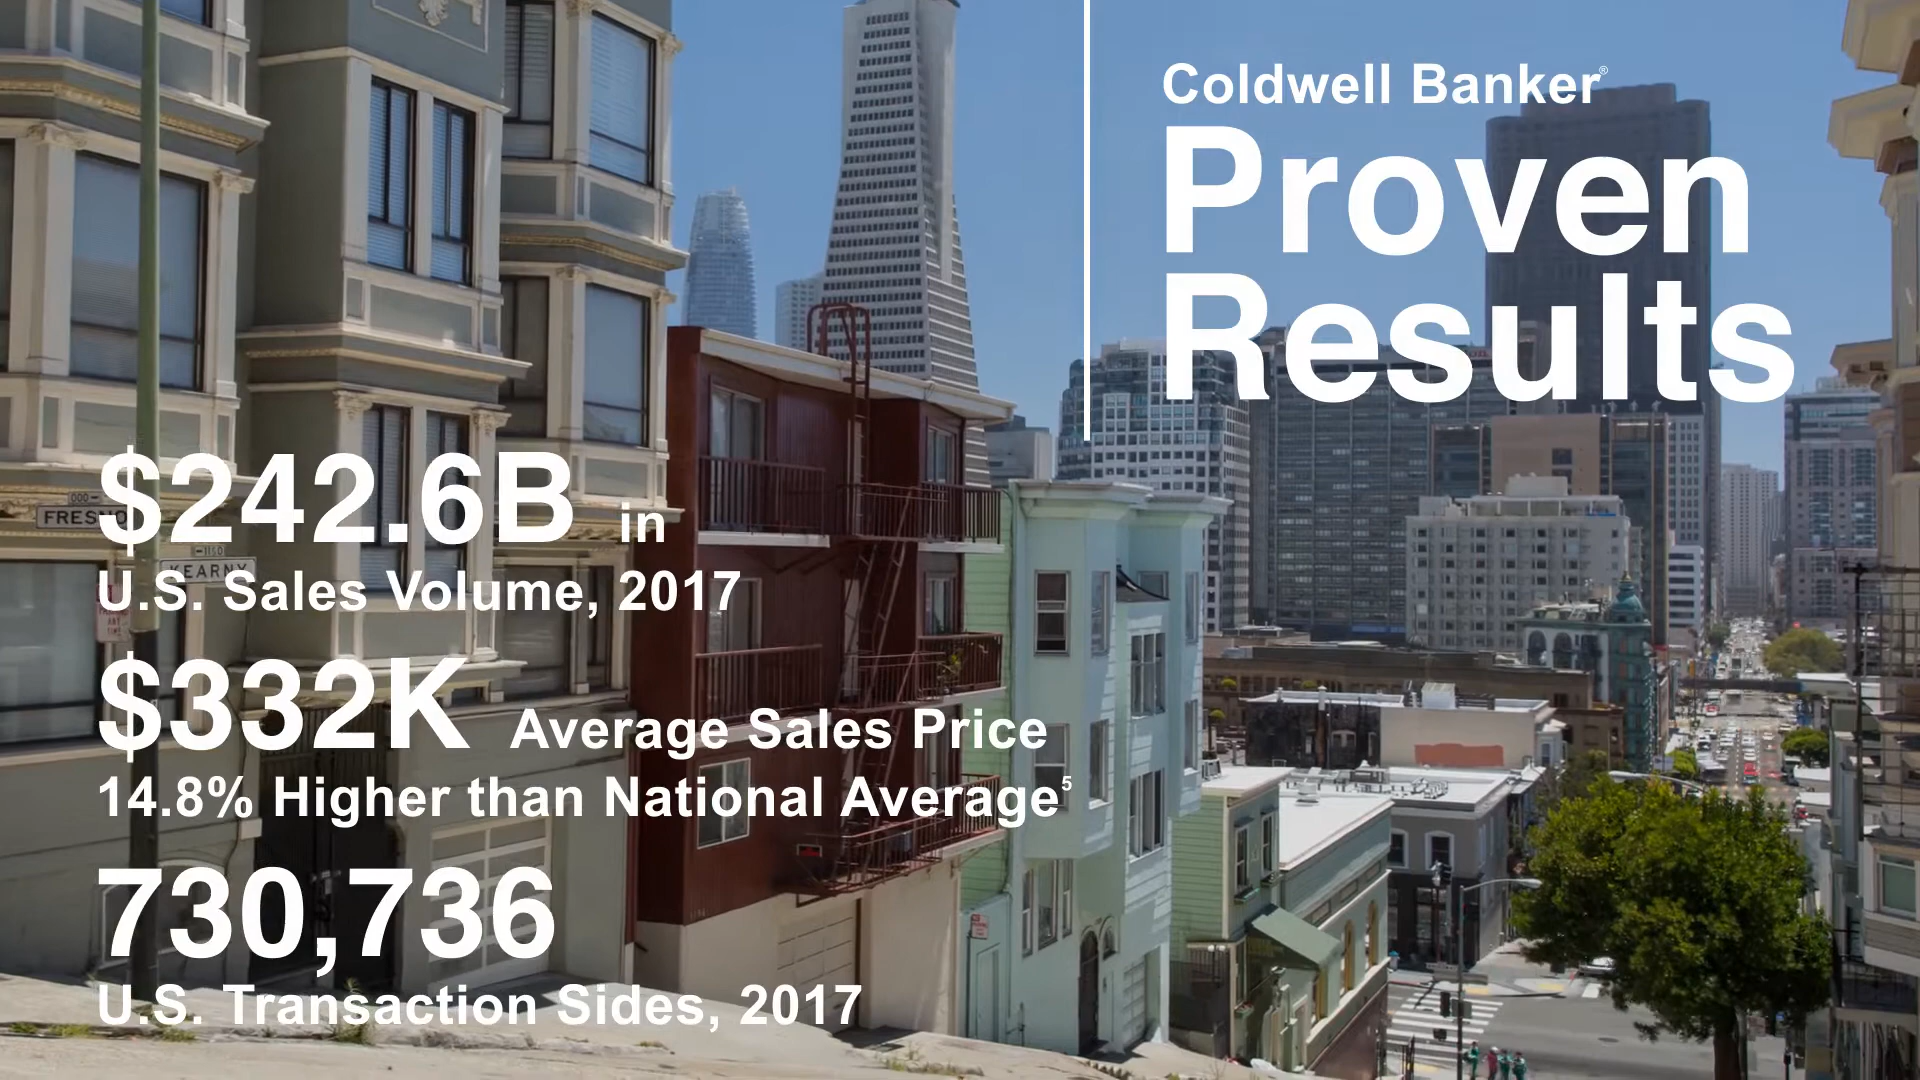 Coldwell Banker®
Proven
Results
$242.6B in
U.S. Sales Volume, 2017
$332K Average Sales Price
14.8% Higher than National Average⁵
730,736
U.S. Transaction Sides, 2017
FRESNO
KEARNY